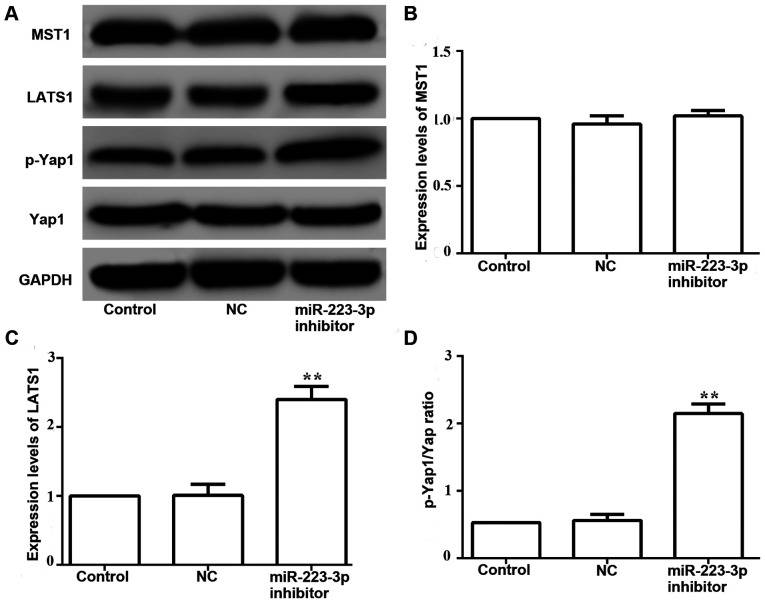 A
MST1
LATS1
p-Yap1
Yap1
GAPDH
Control NC miR-223-3p
inhibitor
B
Expression levels of MST1
1.5
1.0
0.5
0
Control NC miR-223-3p
inhibitor
C
Expression levels of LATS1
3
2
1
0
**
Control NC miR-223-3p
inhibitor
D
p-Yap1/Yap ratio
3
2
1
0
**
Control NC miR-223-3p
inhibitor